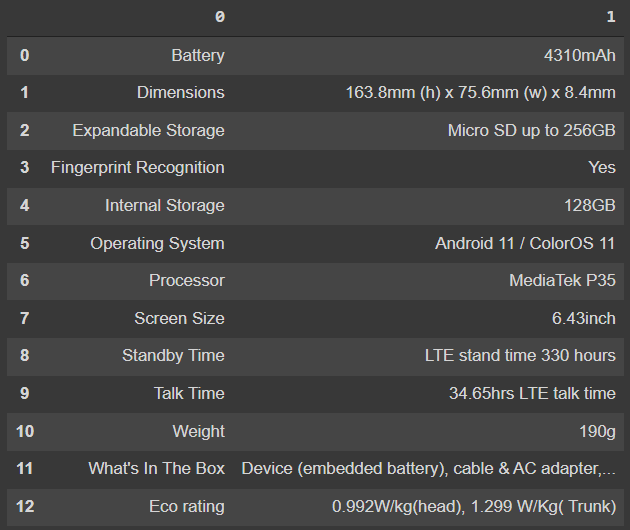 0 1
0 Battery 4310mAh
1 Dimensions 163.8mm (h) x 75.6mm (w) x 8.4mm
2 Expandable Storage Micro SD up to 256GB
3 Fingerprint Recognition Yes
4 Internal Storage 128GB
5 Operating System Android 11 / ColorOS 11
6 Processor MediaTek P35
7 Screen Size 6.43inch
8 Standby Time LTE stand time 330 hours
9 Talk Time 34.65hrs LTE talk time
10 Weight 190g
11 What's In The Box Device (embedded battery), cable & AC adapter,...
12 Eco rating 0.992W/kg(head), 1.299 W/Kg( Trunk)